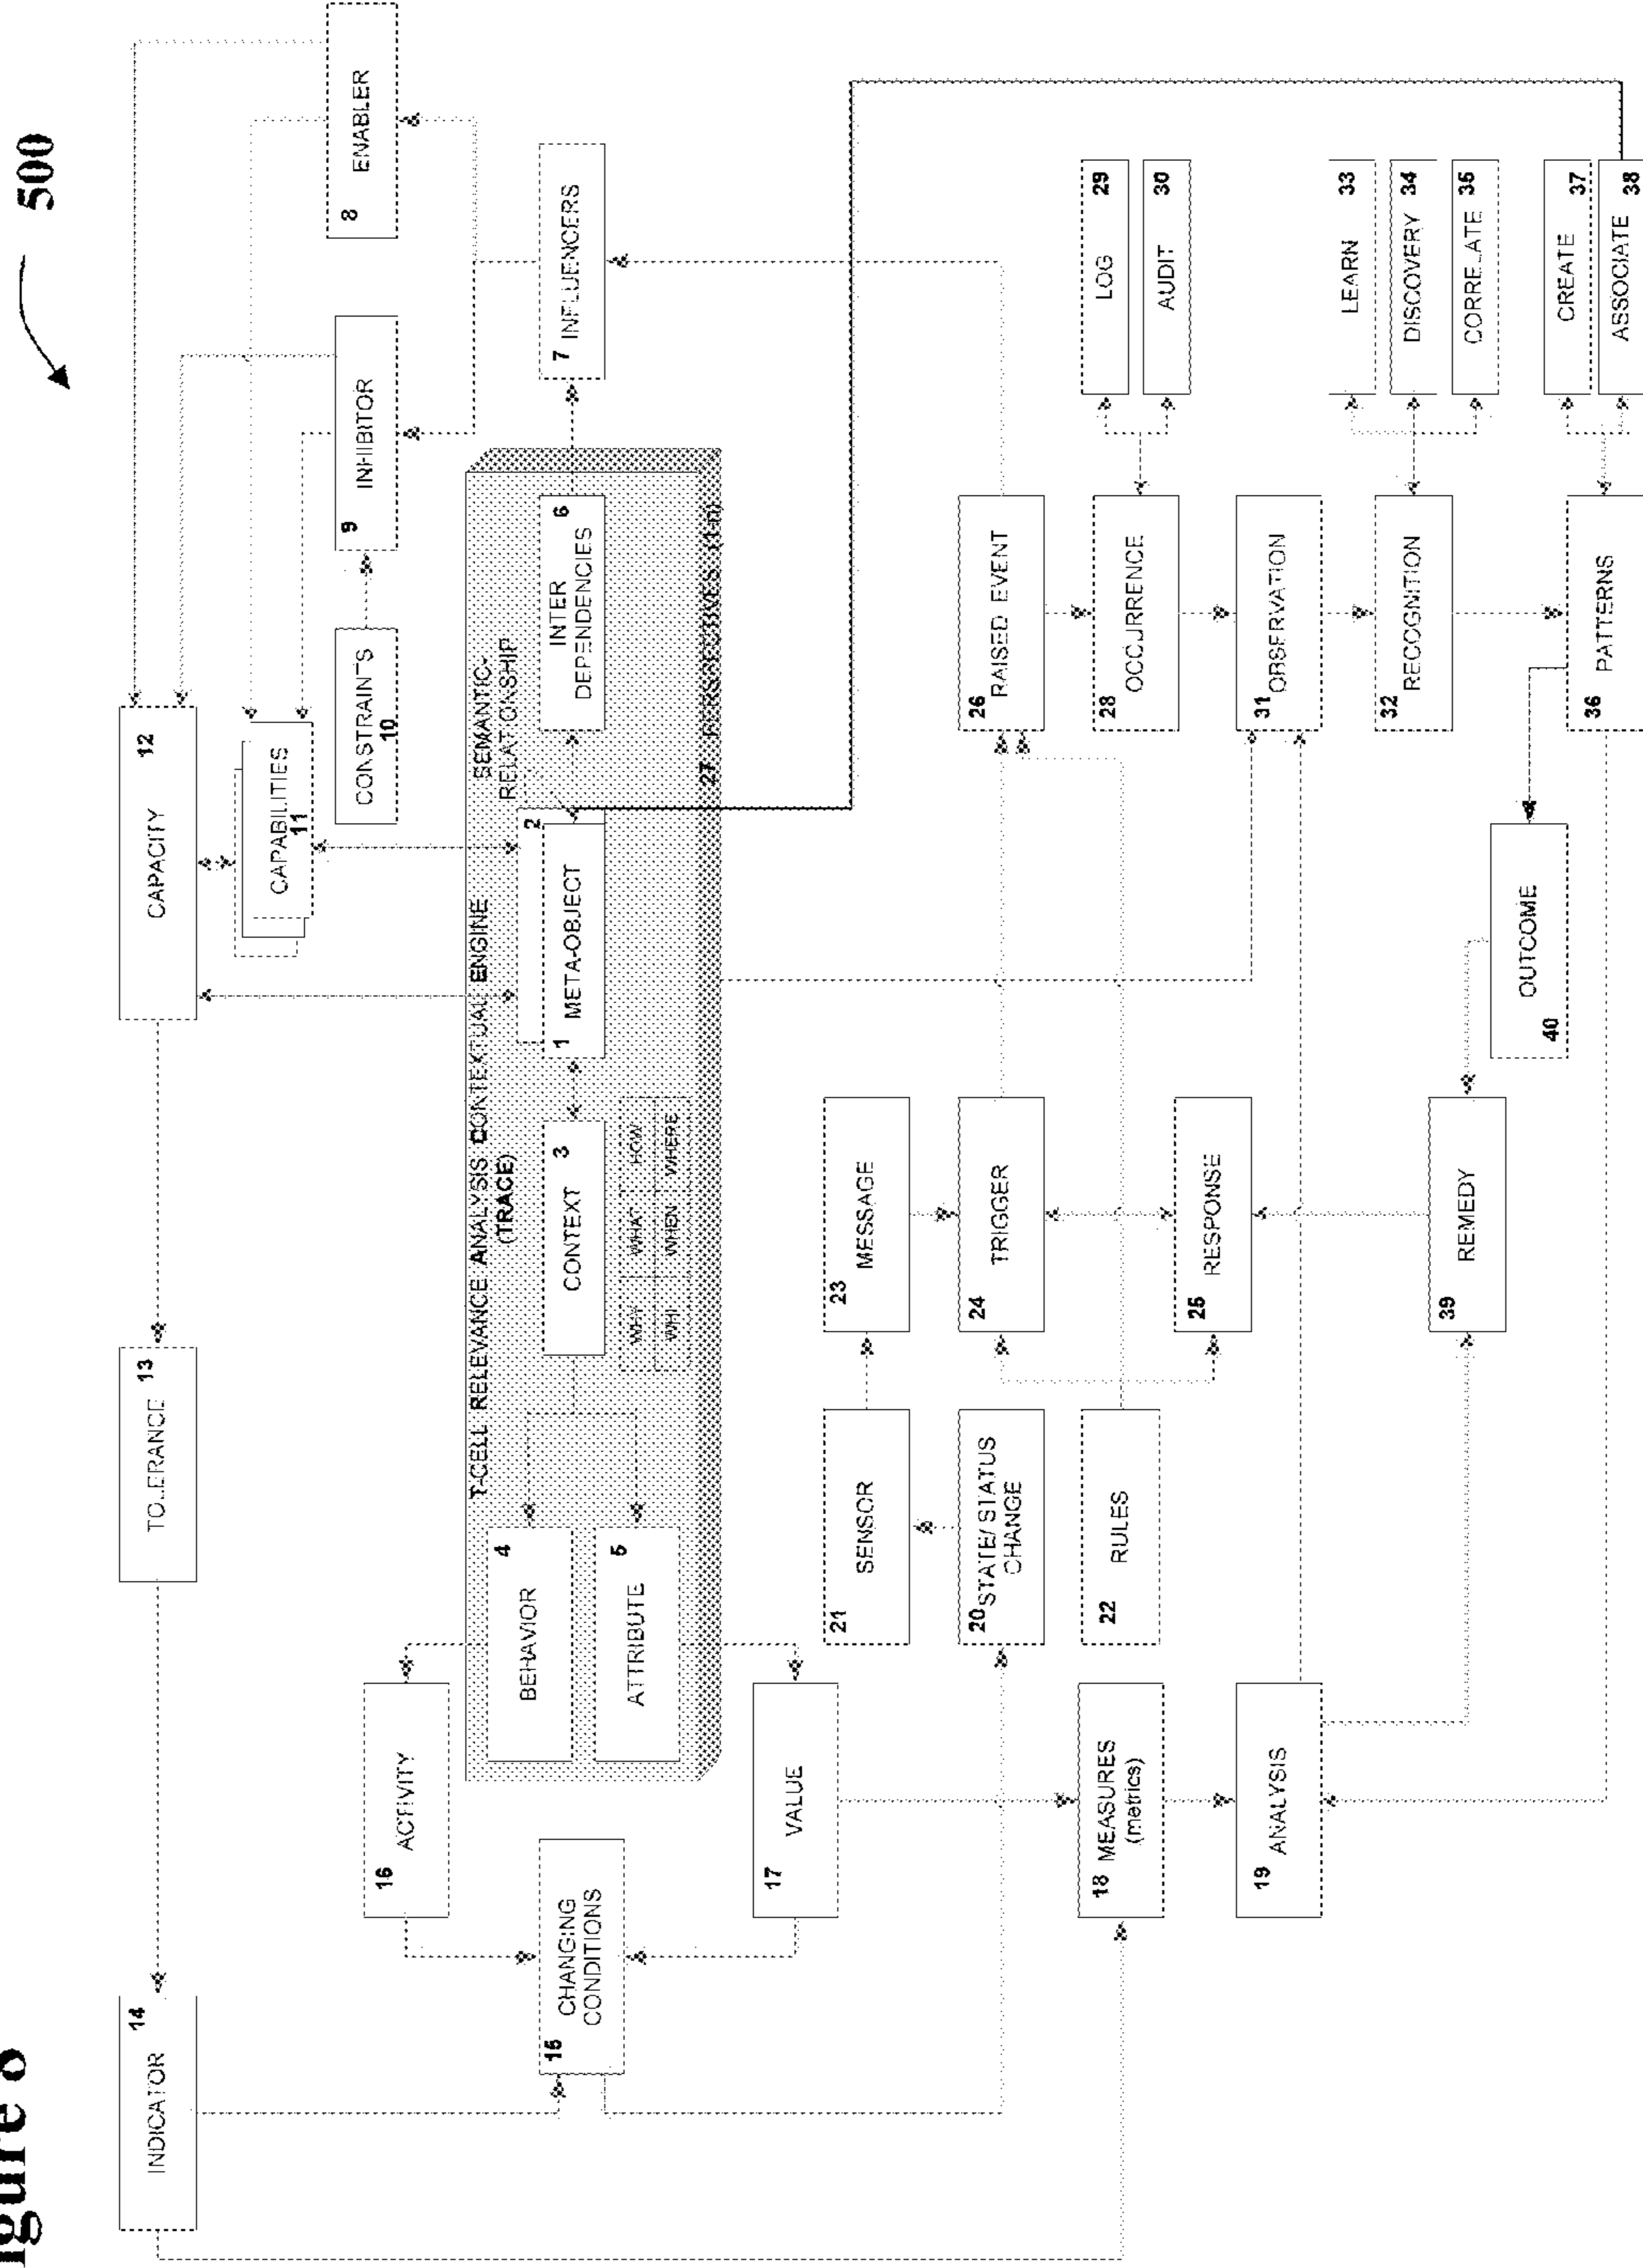 igure 8
500
INDICATOR 14
TOLERANCE 13
CAPACITY 12
CAPABILITIES
11
8 ENABLER
9 INHIBITOR
CONSTRAINTS
10
16 ACTIVITY
T-CELL RELEVANCE ANALYSIS CONTEXTUAL ENGINE
(TRACE)
SEMANTIC-
RELATIONSHIP
BEHAVIOR 4
ATTRIBUTE 5
CONTEXT 3
WHY WHAT HOW
WHEN WHERE
1 META-OBJECT
2
INTER
DEPENDENCIES
6
7 INFLUENCERS
27 PERSPECTIVES
CHANGING
CONDITIONS
15
17 VALUE
21 SENSOR
23 MESSAGE
20 STATE/STATUS
CHANGE
24 TRIGGER
26 RAISED EVENT
22 RULES
18 MEASURES
(metrics)
25 RESPONSE
28 OCCURRENCE
LOG 29
AUDIT 30
19 ANALYSIS
31 OBSERVATION
32 RECOGNITION
LEARN 33
DISCOVERY 34
CORRELATE 35
39 REMEDY
OUTCOME
40
36 PATTERNS
CREATE 37
ASSOCIATE 38